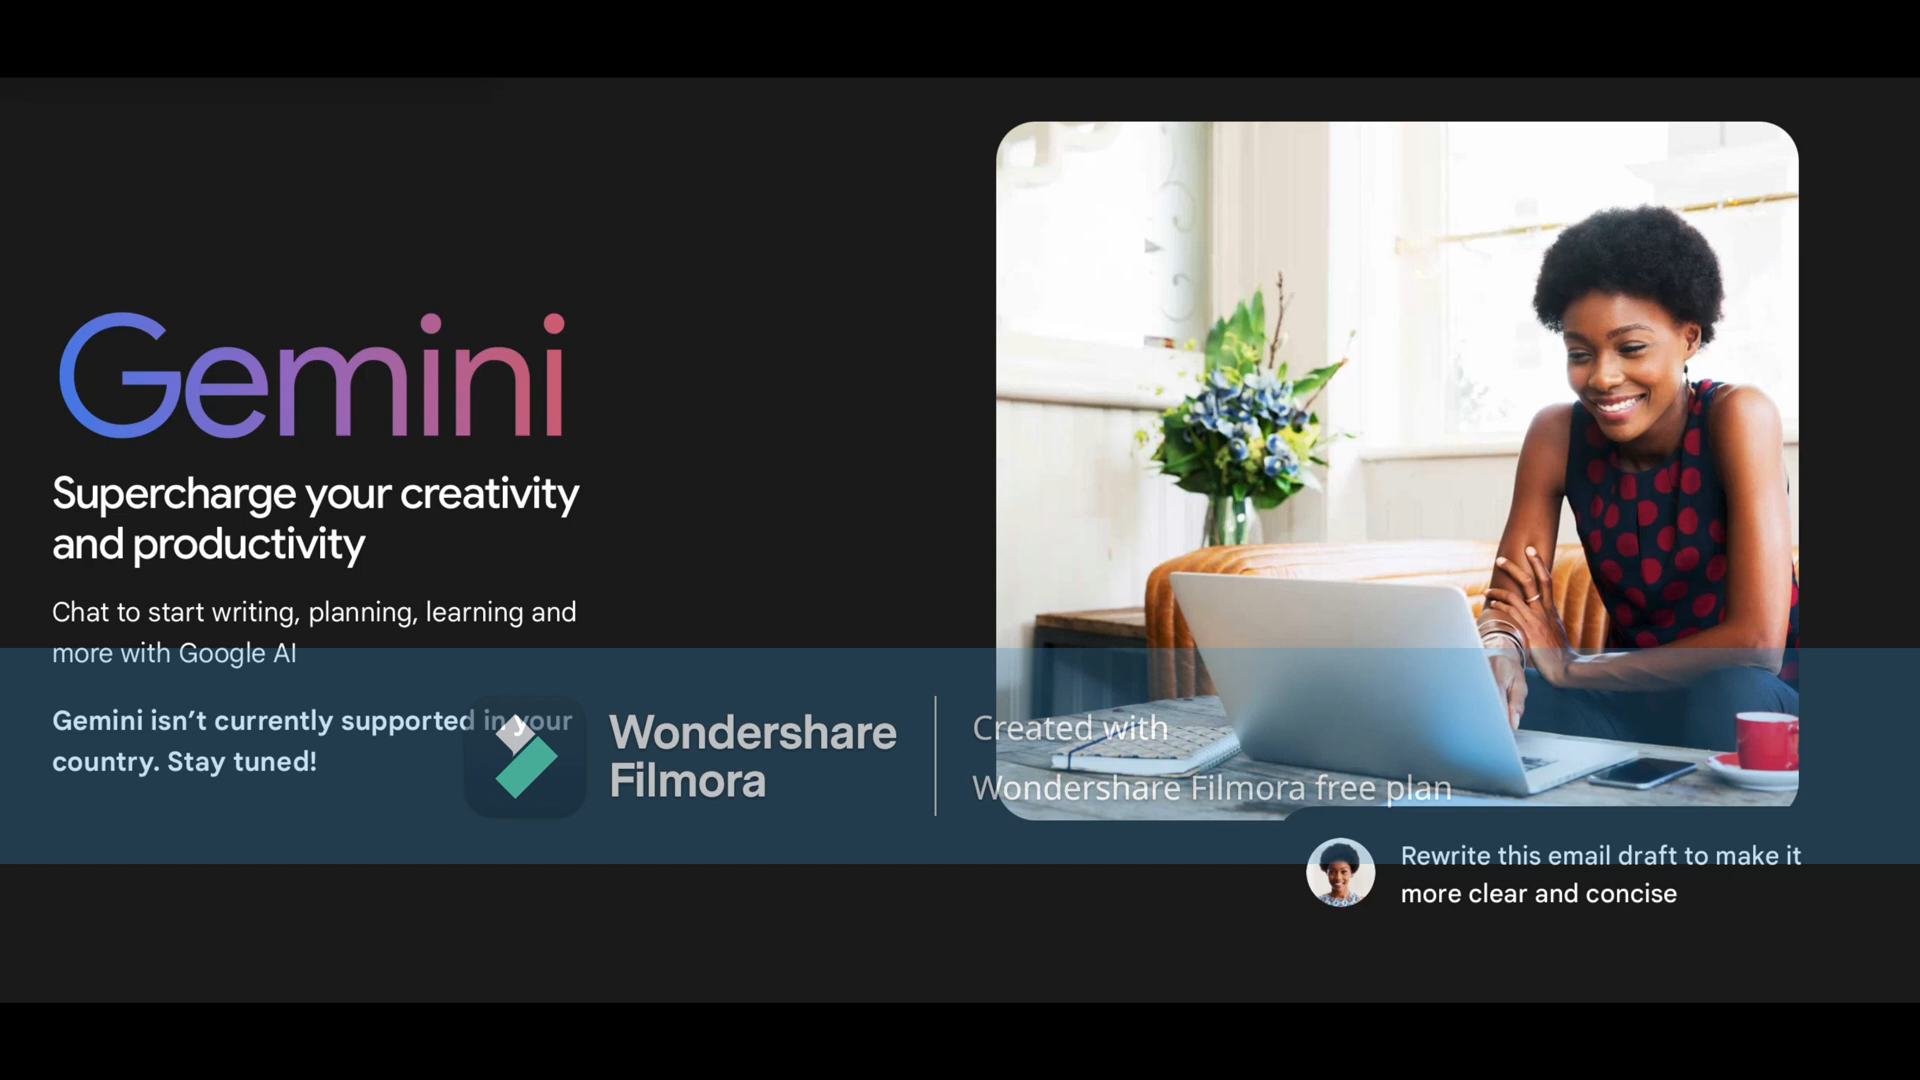 Gemini
Supercharge your creativity
and productivity
Chat to start writing, planning, learning and
more with Google AI
Gemini isn’t currently supported in your
country. Stay tuned!
Wondershare
Filmora
Created with
Wondershare Filmora free plan
Rewrite this email draft to make it
more clear and concise